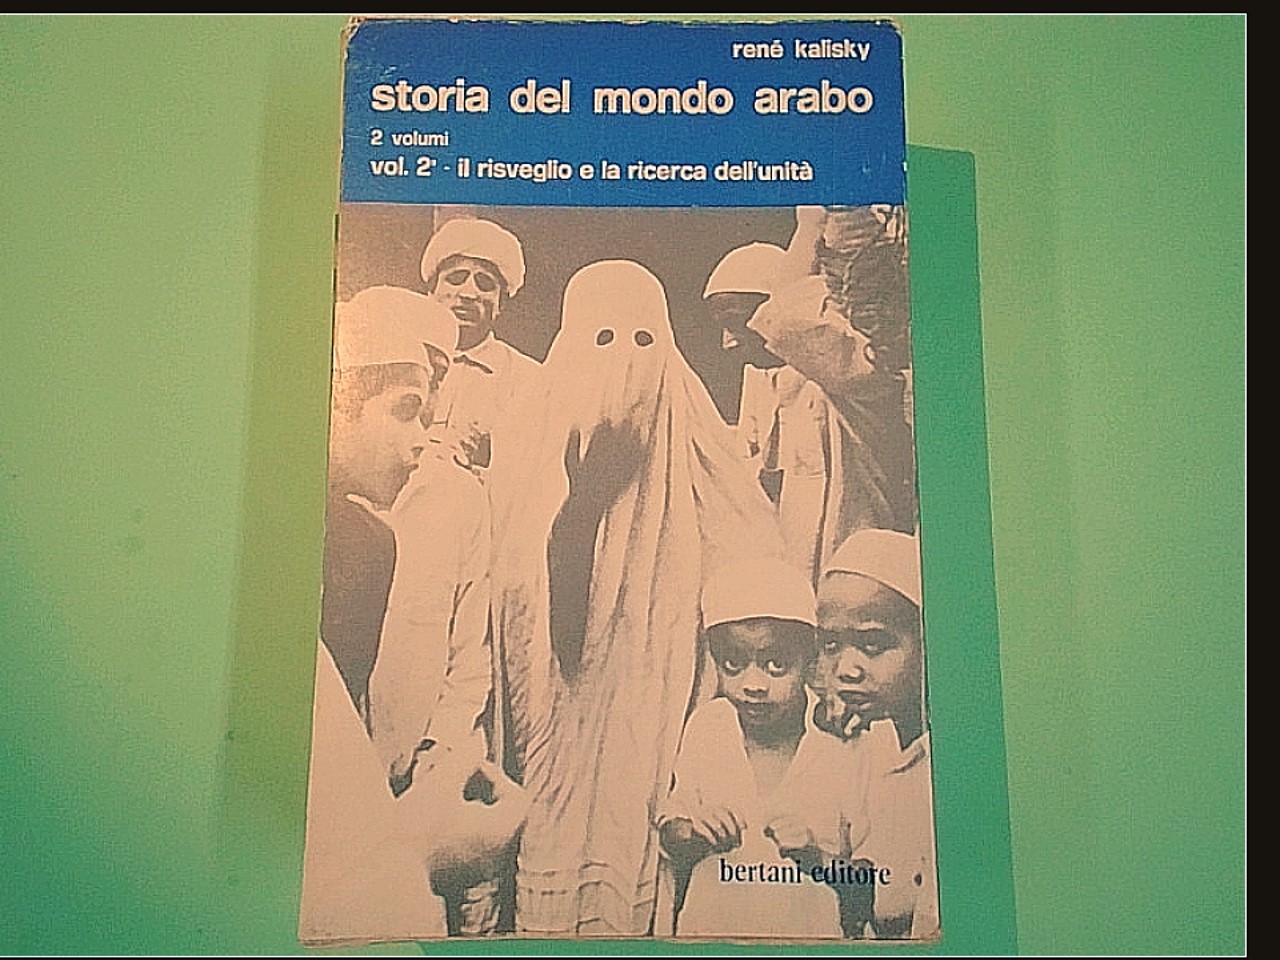 rené kalisky
storia del mondo arabo
2 volumi
vol. 2° - il risveglio e la ricerca dell'unità
bertani editore